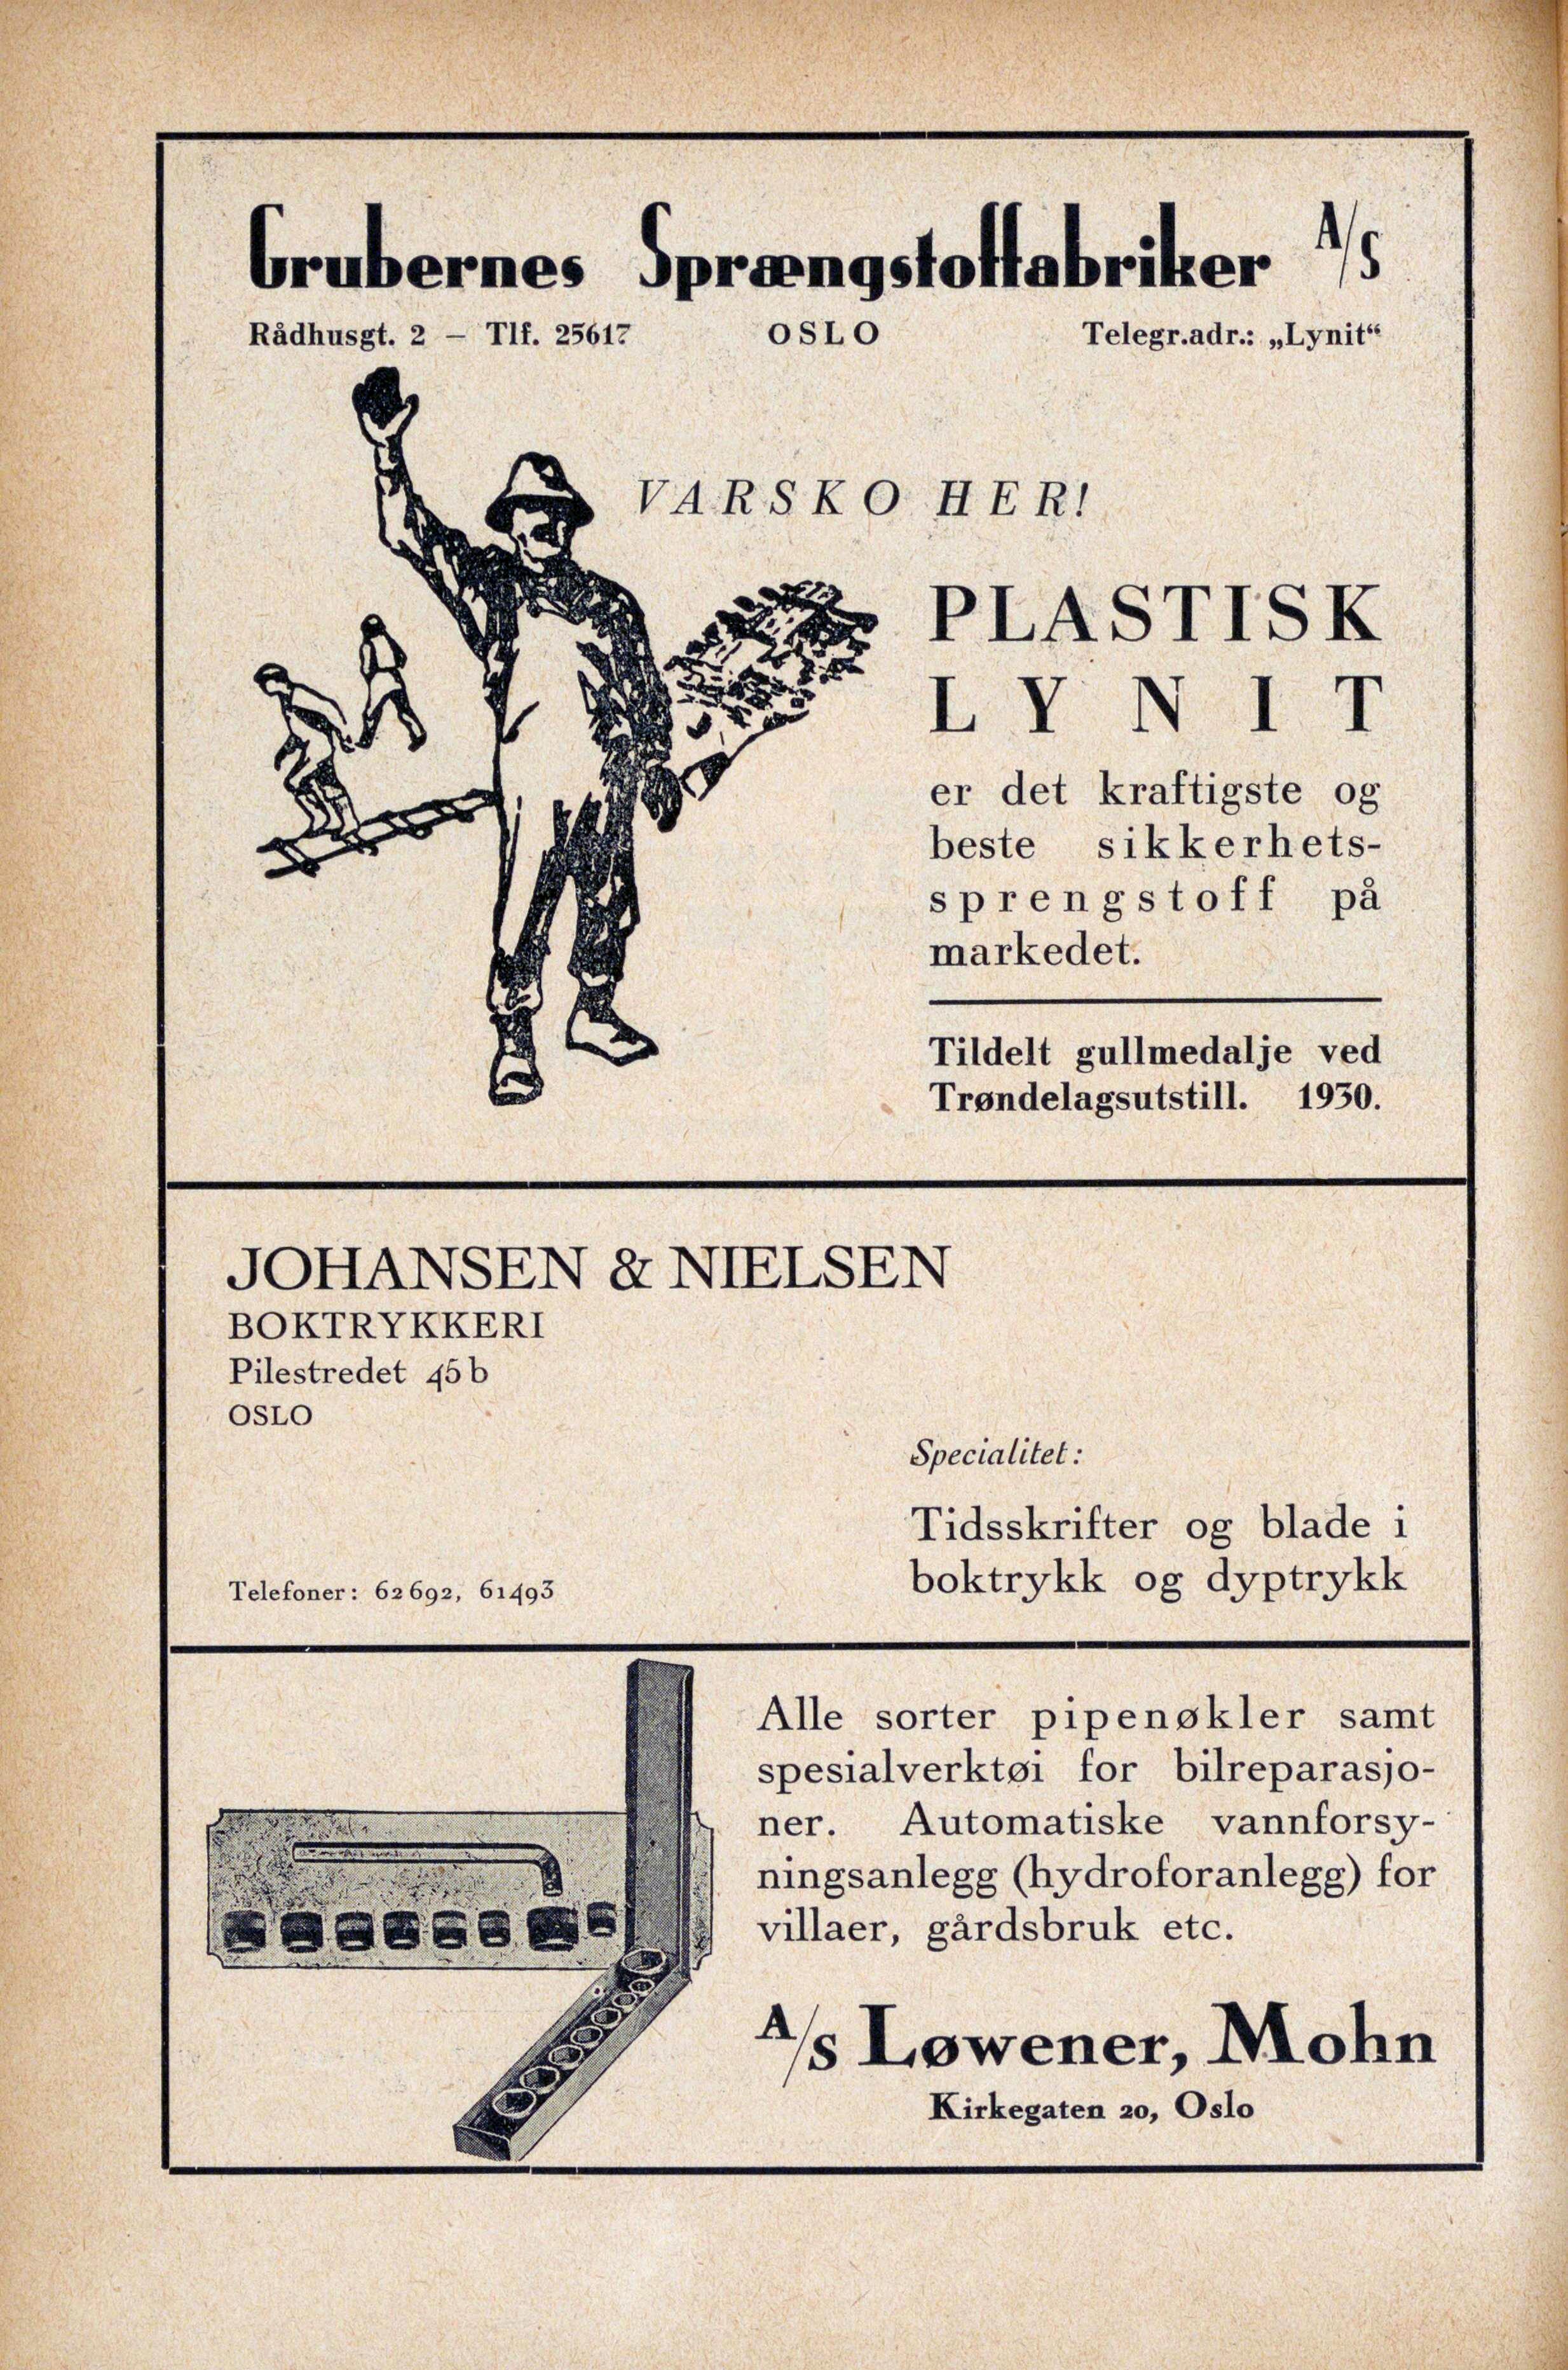 Grubernes Sprængstoffabriker A/S
Rådhusgt. 2 – Tlf. 25617 OSLO Telegr.adr.: „Lynit“
VARSKO HER!
PLASTISK
LYNIT
er det kraftigste og
beste sikkerhets-
sprengstoff på
markedet.
Tildelt gullmedalje ved
Trøndelagsutstill. 1930.
JOHANSEN & NIELSEN
BOKTRYKKERI
Pilestredet 45 b
OSLO
Specialitet:
Tidsskrifter og blade i
boktrykk og dyptrykk
Telefoner: 62692, 61493
Alle sorter pipenøkler samt
spesialverktøi for bilreparasjo-
ner. Automatiske vannforsy-
ningsanlegg (hydroforanlegg) for
villaer, gårdsbruk etc.
A/s Løwener, Mohn
Kirkegaten 20, Oslo